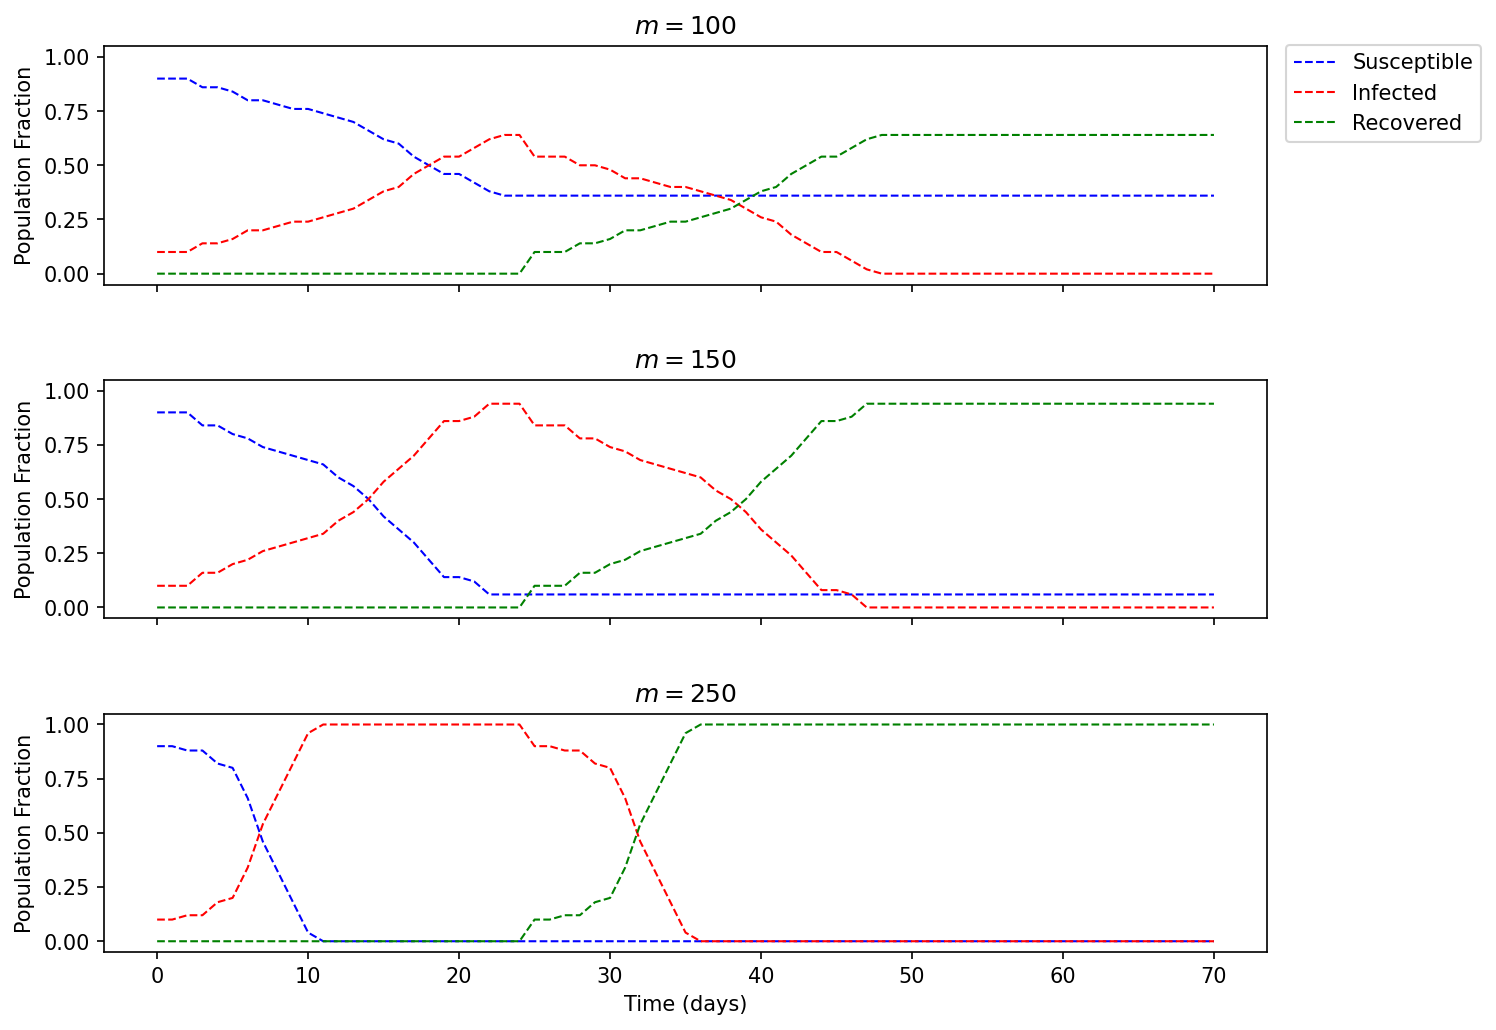 m = 100
Population Fraction
1.00
0.75
0.50
0.25
0.00
Susceptible
Infected
Recovered
m = 150
Population Fraction
1.00
0.75
0.50
0.25
0.00
m = 250
Population Fraction
1.00
0.75
0.50
0.25
0.00
0 10 20 30 40 50 60 70
Time (days)